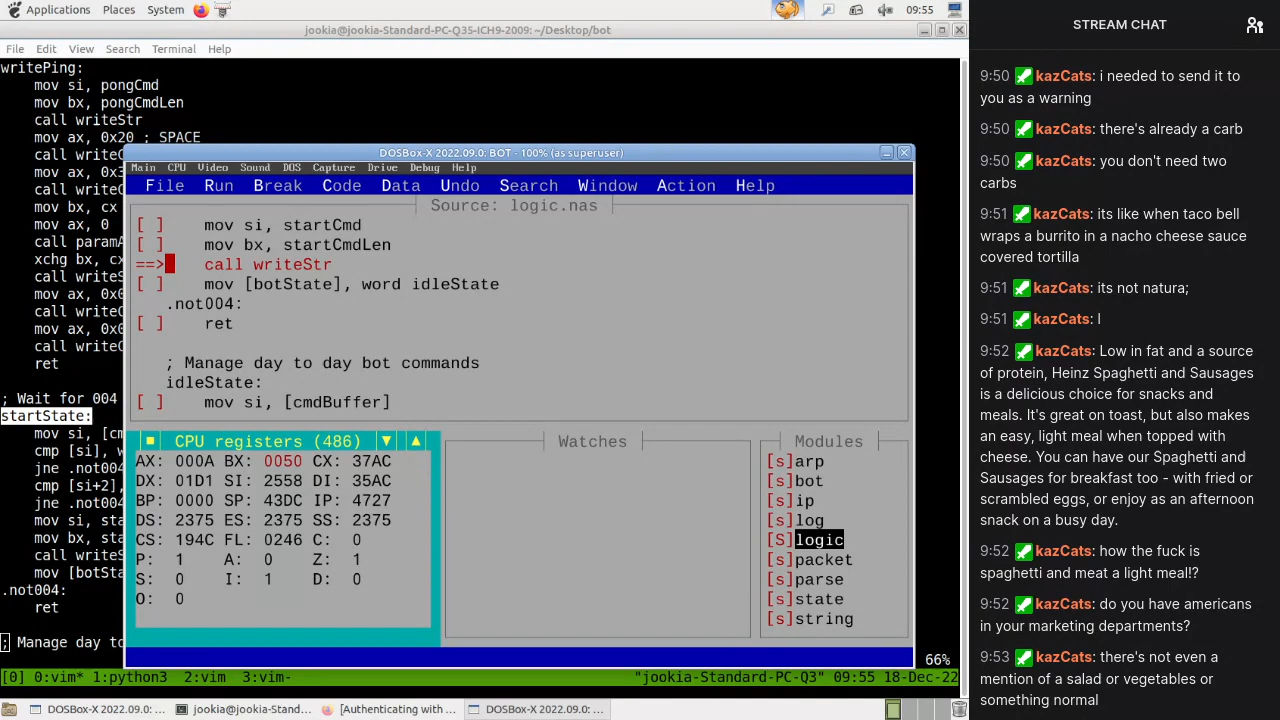 Applications Places System 09:55
jookia@jookia-Standard-PC-Q35-ICH9-2009: ~/Desktop/bot
File Edit View Search Terminal Help
writePing:
mov si, pongCmd
mov bx, pongCmdLen
call writeStr
mov ax, 0x20 ; SPACE
call write
mov ax, 0x3
call write
mov bx, cx
mov ax, 0
call paramA
xchg bx, cx
call writeS
mov ax, 0x0
call write
mov ax, 0x0
call write
ret
; Wait for 004
startState:
mov si, [cm
cmp [si],
jne .not004
cmp [si+2],
jne .not004
mov si, sta
mov bx, sta
call writeS
mov [botSta
.not004:
ret
; Manage day to
DOSBox-X 2022.09.0: BOT - 100% (as superuser)
Main CPU Video Sound DOS Capture Drive Debug Help
File Run Break Code Data Undo Search Window Action Help
Source: logic.nas
[ ] mov si, startCmd
[ ] mov bx, startCmdLen
==> call writeStr
[ ] mov [botState], word idleState
.not004:
[ ] ret
; Manage day to day bot commands
idleState:
[ ] mov si, [cmdBuffer]
CPU registers (486)
AX: 000A BX: 0050 CX: 37AC
DX: 01D1 SI: 2558 DI: 35AC
BP: 0000 SP: 43DC IP: 4727
DS: 2375 ES: 2375 SS: 2375
CS: 194C FL: 0246 C: 0
P: 1 A: 0 Z: 1
S: 0 I: 1 D: 0
O: 0
Watches
Modules
[s]arp
[s]bot
[s]ip
[s]log
[S]logic
[s]packet
[s]parse
[s]state
[s]string
66%
[0] 0:vim* 1:python3 2:vim 3:vim- "jookia-Standard-PC-Q3" 09:55 18-Dec-22
DOSBox-X 2022.09.0: ... jookia@jookia-Stand... [Authenticating with ... DOSBox-X 2022.09.0: ...
STREAM CHAT
9:50 kazCats: i needed to send it to
you as a warning
9:50 kazCats: there's already a carb
9:50 kazCats: you don't need two
carbs
9:51 kazCats: its like when taco bell
wraps a burrito in a nacho cheese sauce
covered tortilla
9:51 kazCats: its not natura;
9:51 kazCats: l
9:52 kazCats: Low in fat and a source
of protein, Heinz Spaghetti and Sausages
is a delicious choice for snacks and
meals. It's great on toast, but also makes
an easy, light meal when topped with
cheese. You can have our Spaghetti and
Sausages for breakfast too - with fried or
scrambled eggs, or enjoy as an afternoon
snack on a busy day.
9:52 kazCats: how the fuck is
spaghetti and meat a light meal!?
9:52 kazCats: do you have americans
in your marketing departments?
9:53 kazCats: there's not even a
mention of a salad or vegetables or
something normal